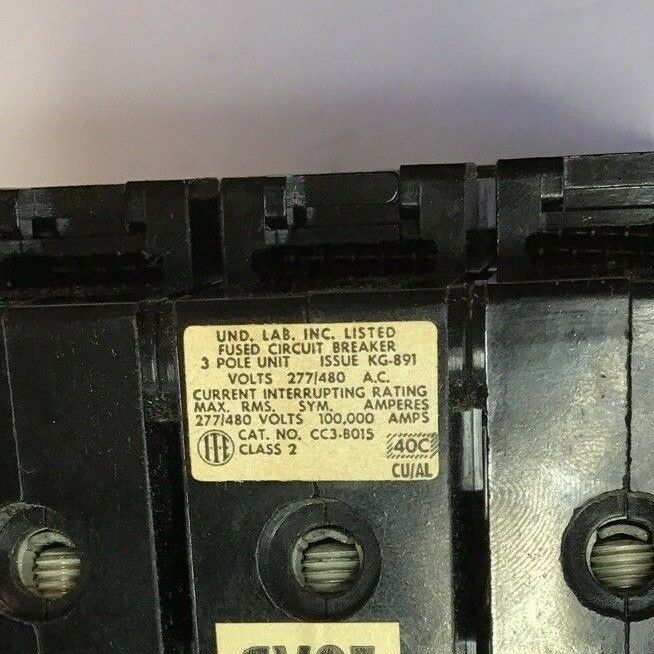 UND. LAB. INC. LISTED
FUSED CIRCUIT BREAKER
3 POLE UNIT ISSUE KG-891
VOLTS 277/480 A.C.
CURRENT INTERRUPTING RATING
MAX. RMS. SYM. AMPERES
277/480 VOLTS 100,000 AMPS
ITE CAT. NO. CC3-B015 40C
CLASS 2
CU/AL